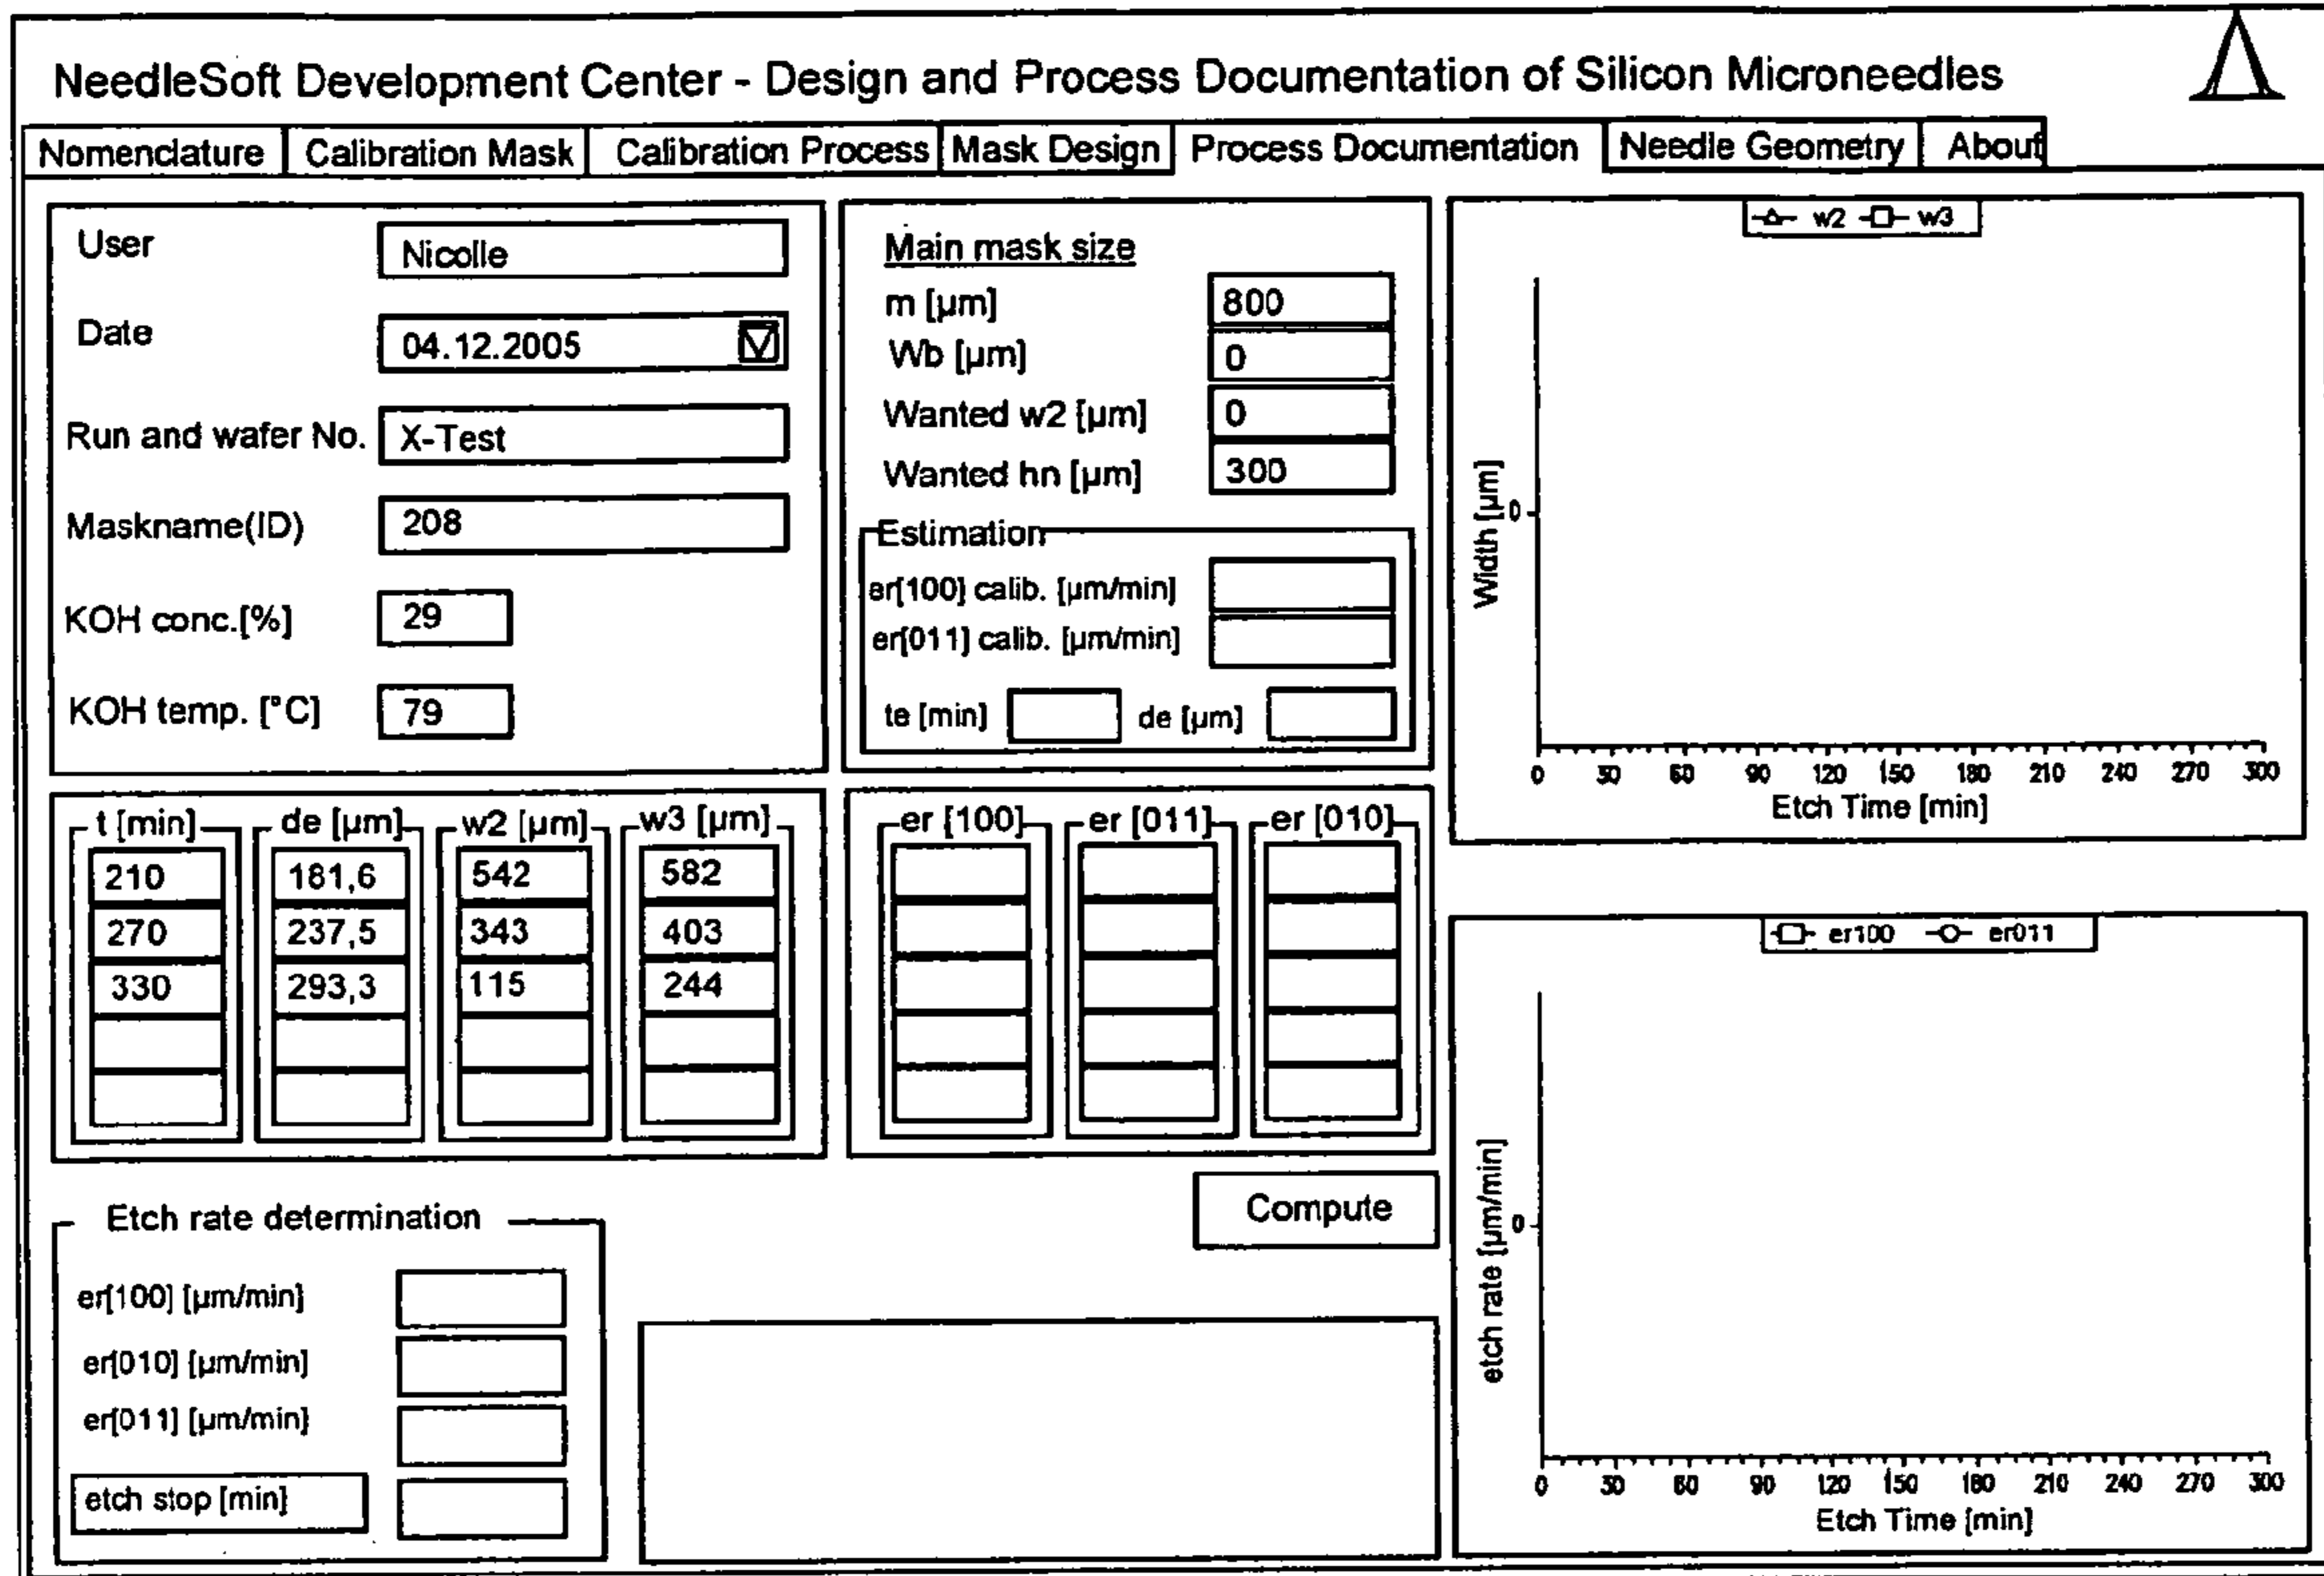 NeedleSoft Development Center - Design and Process Documentation of Silicon Microneedles
Nomenclature Calibration Mask Calibration Process Mask Design Process Documentation Needle Geometry About
User Nicolle
Date 04.12.2005
Run and wafer No. X-Test
Maskname(ID) 208
KOH conc.[%] 29
KOH temp. [°C] 79
Main mask size
m [µm] 800
Wb [µm] 0
Wanted w2 [µm] 0
Wanted hn [µm] 300
Estimation
er[100] calib. [µm/min]
er[011] calib. [µm/min]
te [min] de [µm]
w2 w3
Width [µm]
0
0 30 60 90 120 150 180 210 240 270 300
Etch Time [min]
t [min] de [µm] w2 [µm] w3 [µm]
210 181,6 542 582
270 237,5 343 403
330 293,3 115 244
er [100] er [011] er [010]
Compute
Etch rate determination
er[100] [µm/min]
er[010] [µm/min]
er[011] [µm/min]
etch stop [min]
er100 er011
etch rate [µm/min]
0
0 30 60 90 120 150 180 210 240 270 300
Etch Time [min]